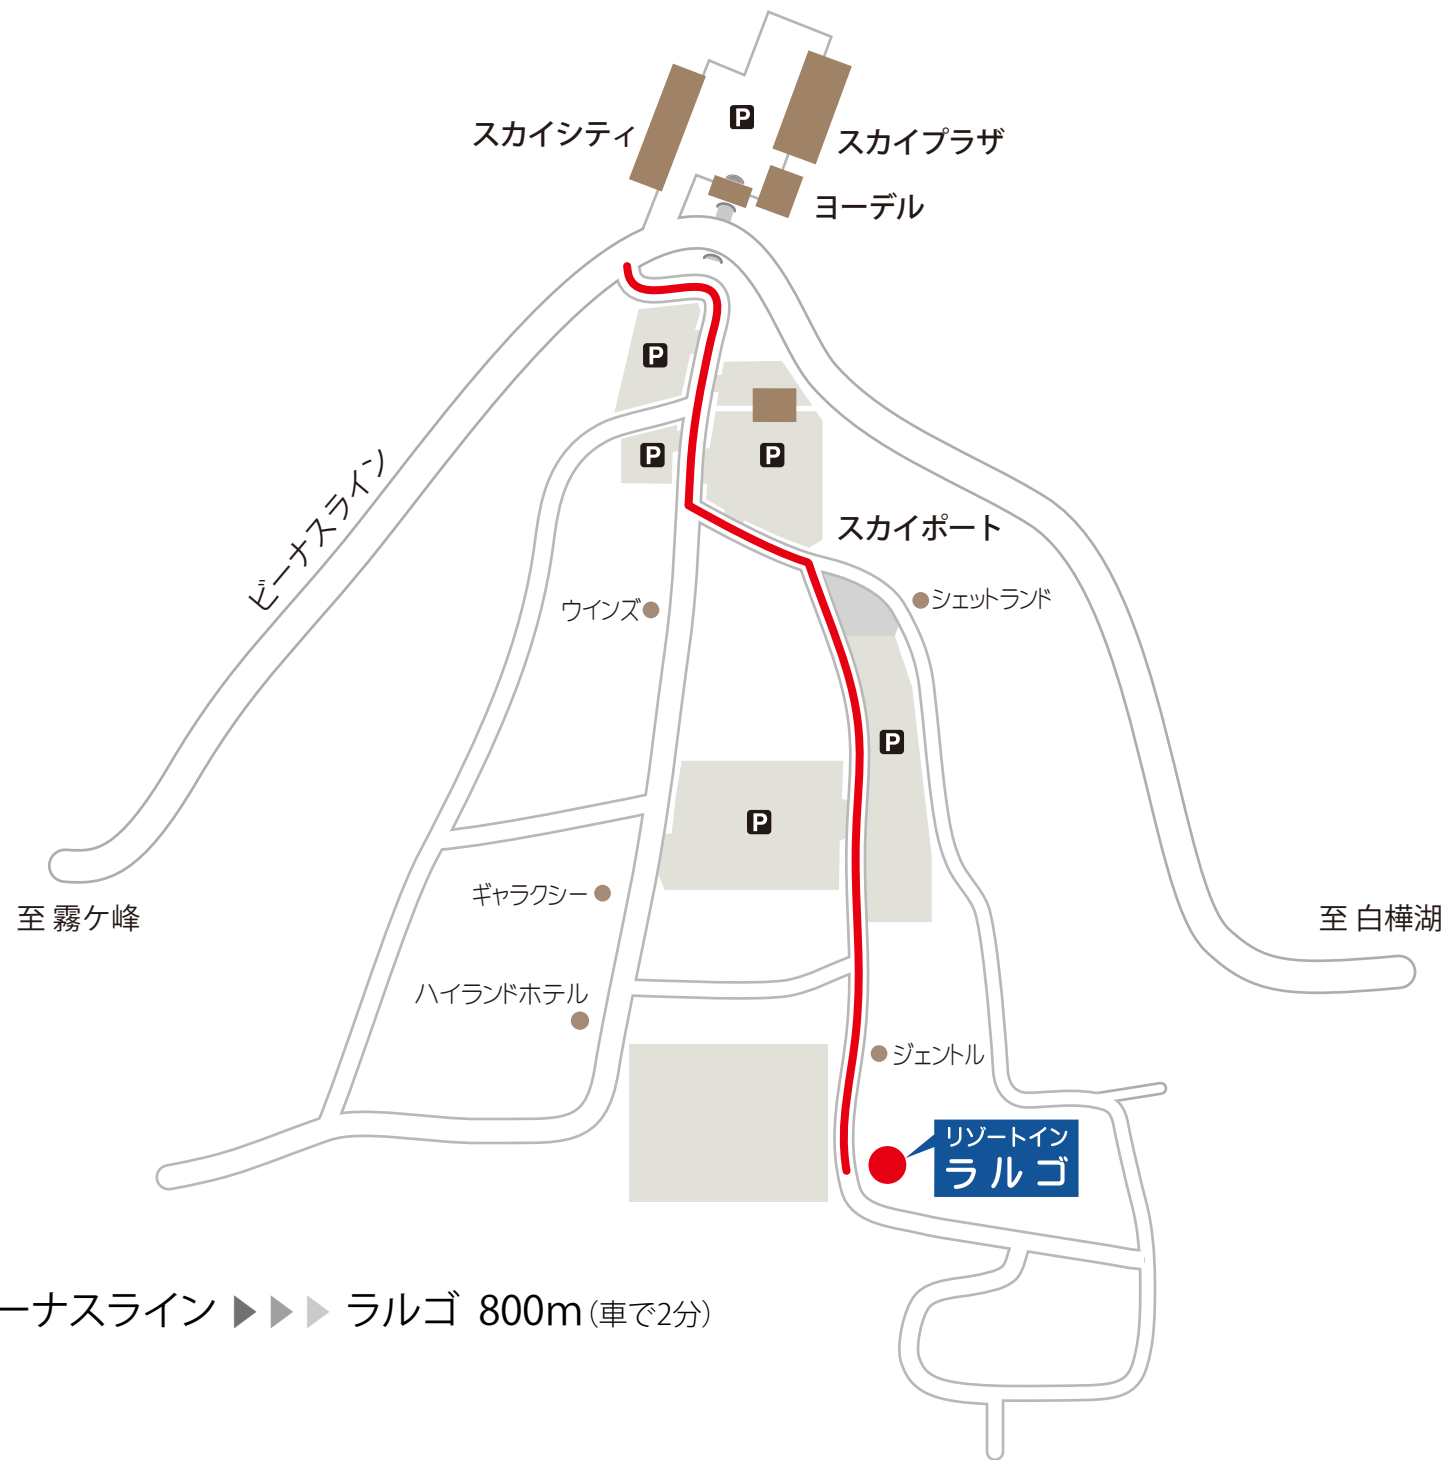 P
スカイシティ
スカイプラザ
ヨーデル
P
P
P
ビーナスライン
スカイポート
ウインズ
シェットランド
P
P
ギャラクシー
至 霧ケ峰
至 白樺湖
ハイランドホテル
ジェントル
リゾートイン
ラルゴ
ーナスライン ▶▶▶ ラルゴ 800m(車で2分)